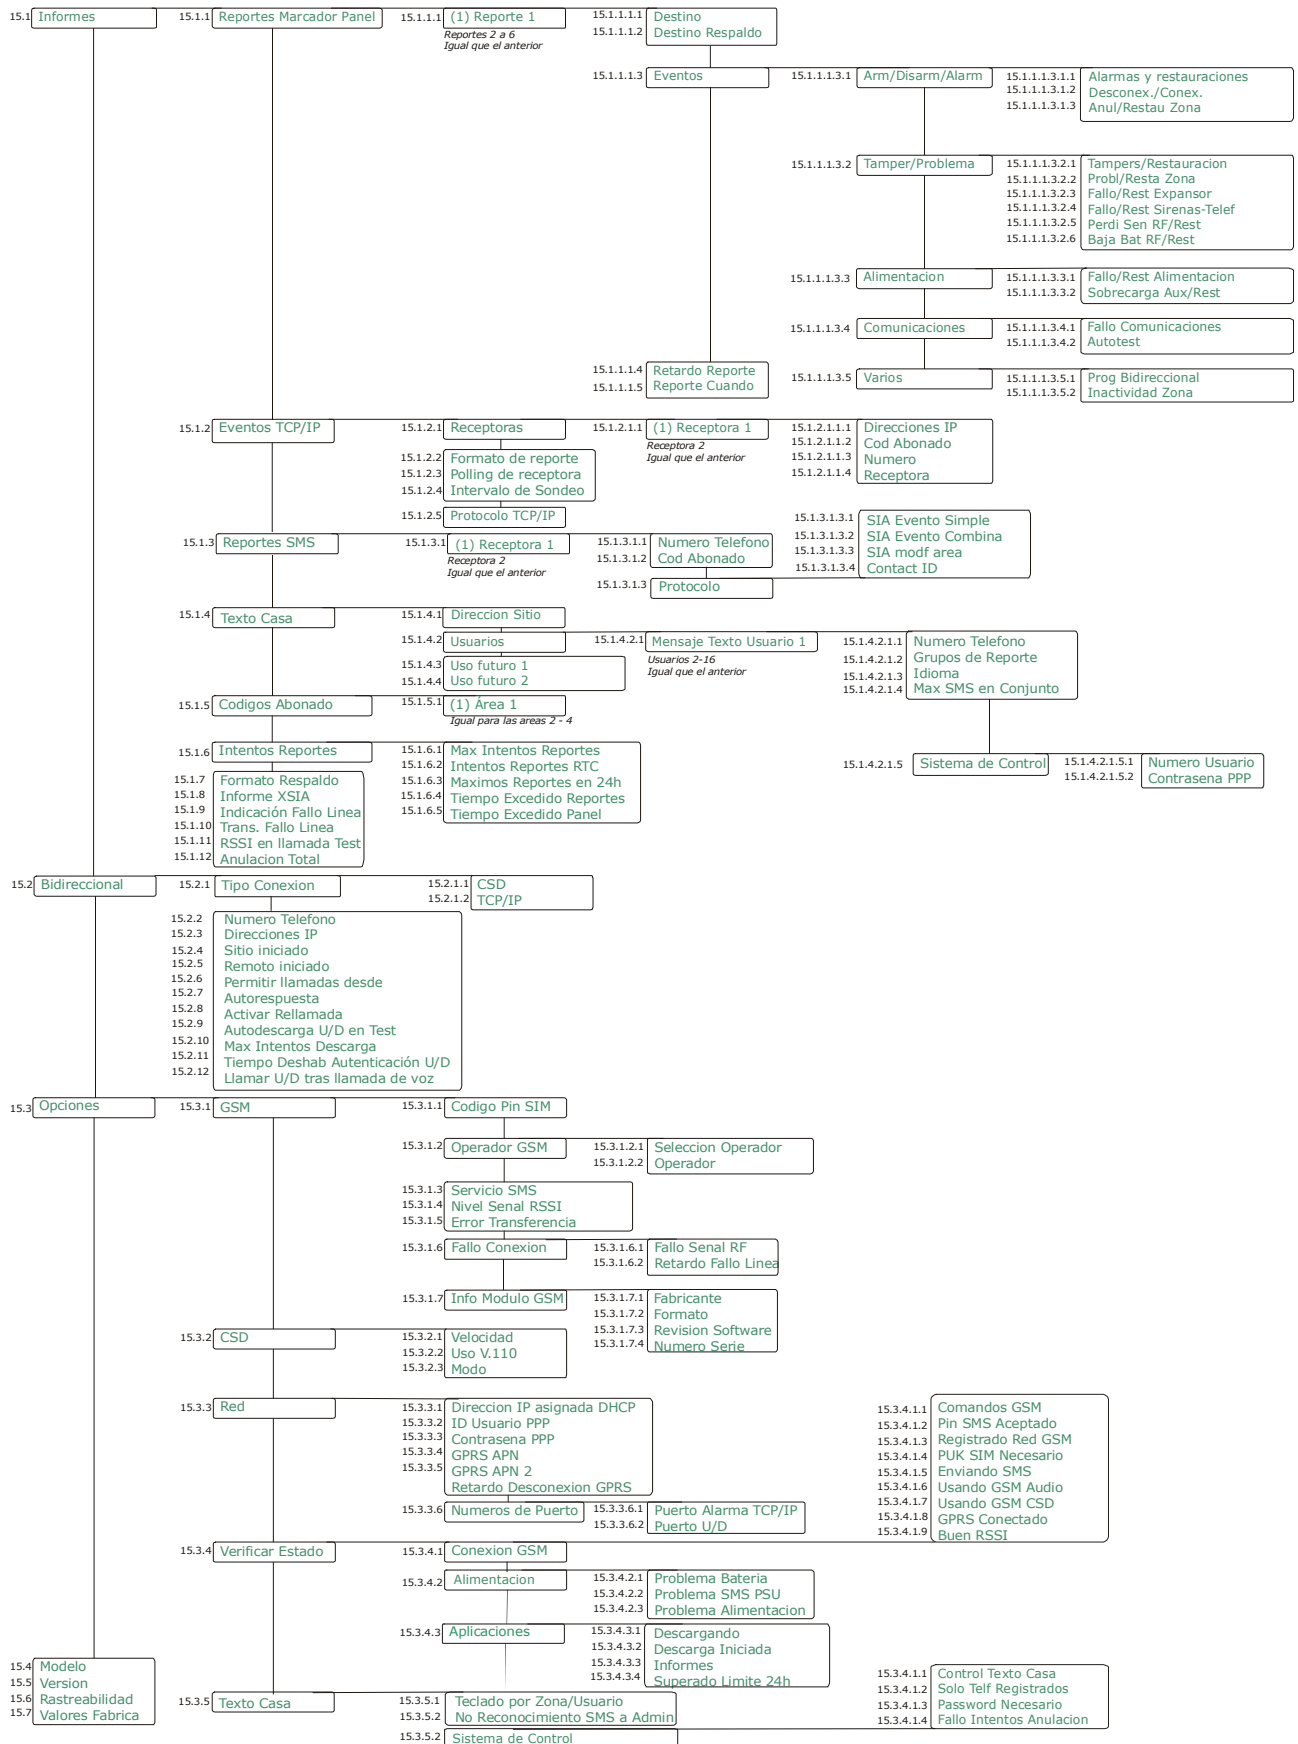 15.1 Informes
15.1.1 Reportes Marcador Panel
15.1.1.1 (1) Reporte 1
Reportes 2 a 6
Igual que el anterior
15.1.1.1.1 Destino
15.1.1.1.2 Destino Respaldo
15.1.1.1.3 Eventos
15.1.1.1.3.1 Arm/Disarm/Alarm
15.1.1.1.3.1.1 Alarmas y restauraciones
15.1.1.1.3.1.2 Desconex./Conex.
15.1.1.1.3.1.3 Anul/Restau Zona
15.1.1.1.3.2 Tamper/Problema
15.1.1.1.3.2.1 Tampers/Restauracion
15.1.1.1.3.2.2 Probl/Resta Zona
15.1.1.1.3.2.3 Fallo/Rest Expansor
15.1.1.1.3.2.4 Fallo/Rest Sirenas-Telef
15.1.1.1.3.2.5 Perdi Sen RF/Rest
15.1.1.1.3.2.6 Baja Bat RF/Rest
15.1.1.1.3.3 Alimentacion
15.1.1.1.3.3.1 Fallo/Rest Alimentacion
15.1.1.1.3.3.2 Sobrecarga Aux/Rest
15.1.1.1.3.4 Comunicaciones
15.1.1.1.3.4.1 Fallo Comunicaciones
15.1.1.1.3.4.2 Autotest
15.1.1.1.4 Retardo Reporte
15.1.1.1.5 Reporte Cuando
15.1.1.1.3.5 Varios
15.1.1.1.3.5.1 Prog Bidireccional
15.1.1.1.3.5.2 Inactividad Zona
15.1.2 Eventos TCP/IP
15.1.2.1 Receptoras
15.1.2.1.1 (1) Receptora 1
Receptora 2
Igual que el anterior
15.1.2.1.1.1 Direcciones IP
15.1.2.1.1.2 Cod Abonado
15.1.2.1.1.3 Numero
15.1.2.1.1.4 Receptora
15.1.2.2 Formato de reporte
15.1.2.3 Polling de receptora
15.1.2.4 Intervalo de Sondeo
15.1.2.5 Protocolo TCP/IP
15.1.3 Reportes SMS
15.1.3.1 (1) Receptora 1
Receptora 2
Igual que el anterior
15.1.3.1.1 Numero Telefono
15.1.3.1.2 Cod Abonado
15.1.3.1.3 Protocolo
15.1.3.1.3.1 SIA Evento Simple
15.1.3.1.3.2 SIA Evento Combina
15.1.3.1.3.3 SIA modf area
15.1.3.1.3.4 Contact ID
15.1.4 Texto Casa
15.1.4.1 Direccion Sitio
15.1.4.2 Usuarios
15.1.4.2.1 Mensaje Texto Usuario 1
Usuarios 2-16
Igual que el anterior
15.1.4.2.1.1 Numero Telefono
15.1.4.2.1.2 Grupos de Reporte
15.1.4.2.1.3 Idioma
15.1.4.2.1.4 Max SMS en Conjunto
15.1.4.3 Uso futuro 1
15.1.4.4 Uso futuro 2
15.1.5 Codigos Abonado
15.1.5.1 (1) Área 1
Igual para las areas 2 - 4
15.1.4.2.1.5 Sistema de Control
15.1.4.2.1.5.1 Numero Usuario
15.1.4.2.1.5.2 Contrasena PPP
15.1.6 Intentos Reportes
15.1.6.1 Max Intentos Reportes
15.1.6.2 Intentos Reportes RTC
15.1.6.3 Maximos Reportes en 24h
15.1.6.4 Tiempo Excedido Reportes
15.1.6.5 Tiempo Excedido Panel
15.1.7 Formato Respaldo
15.1.8 Informe XSIA
15.1.9 Indicación Fallo Linea
15.1.10 Trans. Fallo Linea
15.1.11 RSSI en llamada Test
15.1.12 Anulacion Total
15.2 Bidireccional
15.2.1 Tipo Conexion
15.2.1.1 CSD
15.2.1.2 TCP/IP
15.2.2 Numero Telefono
15.2.3 Direcciones IP
15.2.4 Sitio iniciado
15.2.5 Remoto iniciado
15.2.6 Permitir llamadas desde
15.2.7 Autorespuesta
15.2.8 Activar Rellamada
15.2.9 Autodescarga U/D en Test
15.2.10 Max Intentos Descarga
15.2.11 Tiempo Deshab Autenticación U/D
15.2.12 Llamar U/D tras llamada de voz
15.3 Opciones
15.3.1 GSM
15.3.1.1 Codigo Pin SIM
15.3.1.2 Operador GSM
15.3.1.2.1 Seleccion Operador
15.3.1.2.2 Operador
15.3.1.3 Servicio SMS
15.3.1.4 Nivel Senal RSSI
15.3.1.5 Error Transferencia
15.3.1.6 Fallo Conexion
15.3.1.6.1 Fallo Senal RF
15.3.1.6.2 Retardo Fallo Linea
15.3.1.7 Info Modulo GSM
15.3.1.7.1 Fabricante
15.3.1.7.2 Formato
15.3.1.7.3 Revision Software
15.3.1.7.4 Numero Serie
15.3.2 CSD
15.3.2.1 Velocidad
15.3.2.2 Uso V.110
15.3.2.3 Modo
15.3.3 Red
15.3.3.1 Direccion IP asignada DHCP
15.3.3.2 ID Usuario PPP
15.3.3.3 Contrasena PPP
15.3.3.4 GPRS APN
15.3.3.5 GPRS APN 2
Retardo Desconexion GPRS
15.3.3.6 Numeros de Puerto
15.3.3.6.1 Puerto Alarma TCP/IP
15.3.3.6.2 Puerto U/D
15.3.4.1.1 Comandos GSM
15.3.4.1.2 Pin SMS Aceptado
15.3.4.1.3 Registrado Red GSM
15.3.4.1.4 PUK SIM Necesario
15.3.4.1.5 Enviando SMS
15.3.4.1.6 Usando GSM Audio
15.3.4.1.7 Usando GSM CSD
15.3.4.1.8 GPRS Conectado
15.3.4.1.9 Buen RSSI
15.3.4 Verificar Estado
15.3.4.1 Conexion GSM
15.3.4.2 Alimentacion
15.3.4.2.1 Problema Bateria
15.3.4.2.2 Problema SMS PSU
15.3.4.2.3 Problema Alimentacion
15.3.4.3 Aplicaciones
15.3.4.3.1 Descargando
15.3.4.3.2 Descarga Iniciada
15.3.4.3.3 Informes
15.3.4.3.4 Superado Limite 24h
15.4 Modelo
15.5 Version
15.6 Rastreabilidad
15.7 Valores Fabrica
15.3.5 Texto Casa
15.3.5.1 Teclado por Zona/Usuario
15.3.5.2 No Reconocimiento SMS a Admin
15.3.5.2 Sistema de Control
15.3.4.1.1 Control Texto Casa
15.3.4.1.2 Solo Telf Registrados
15.3.4.1.3 Password Necesario
15.3.4.1.4 Fallo Intentos Anulacion